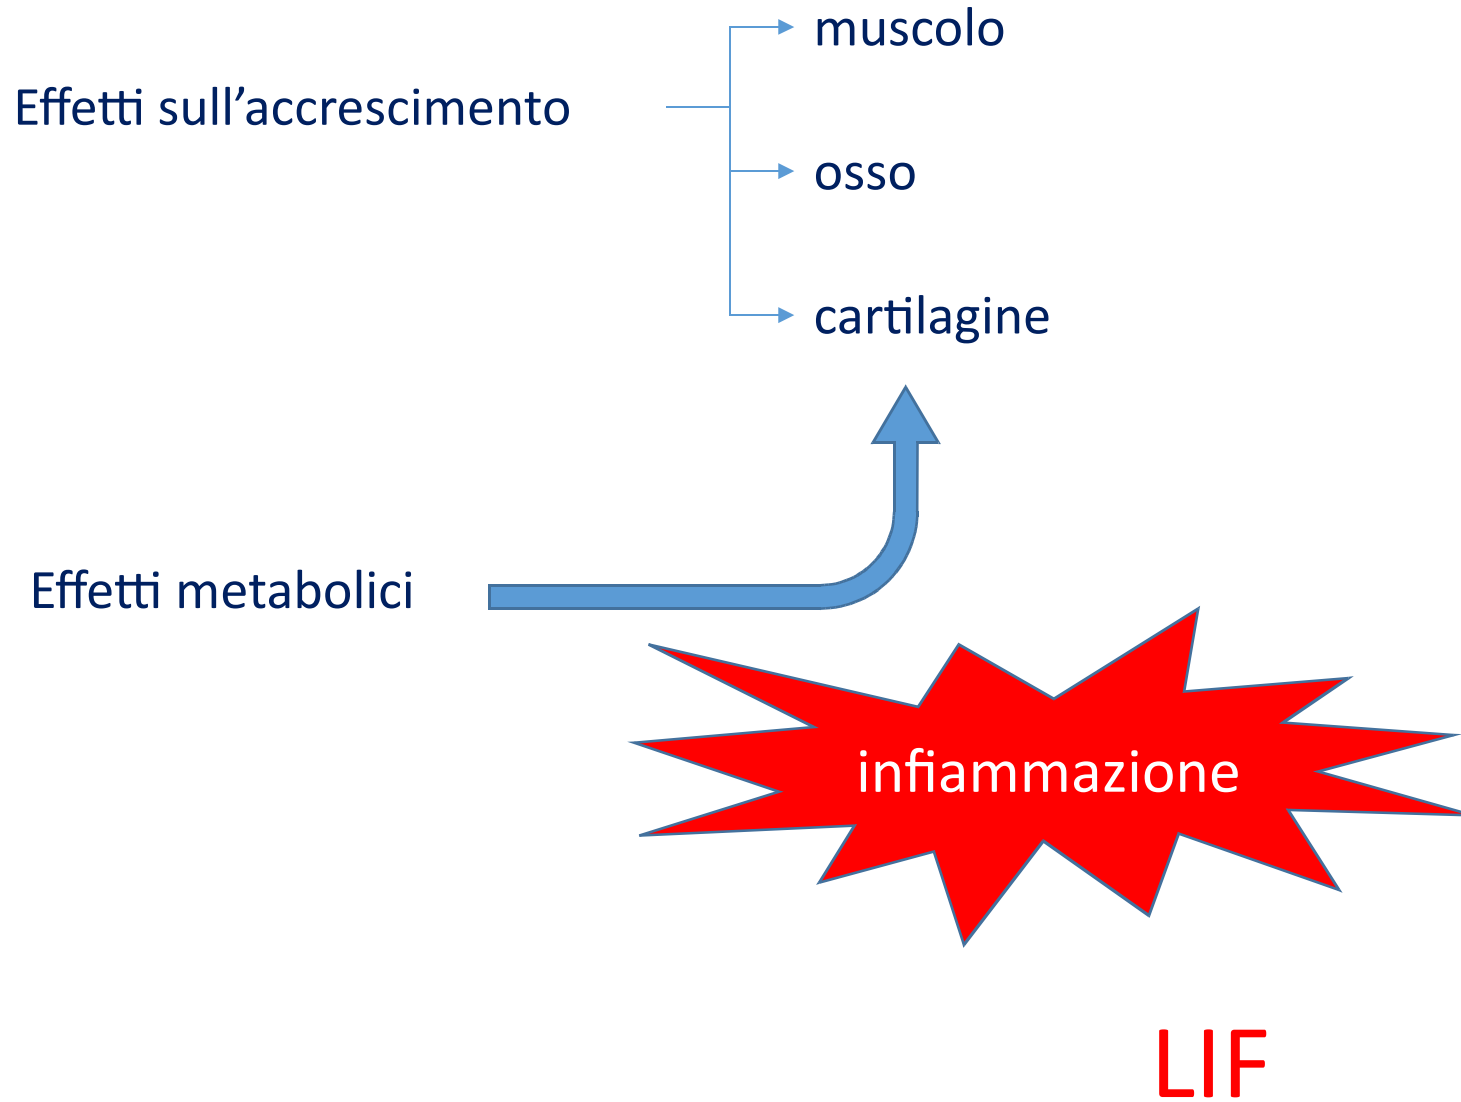 muscolo
Effetti sull’accrescimento
osso
cartilagine
Effetti metabolici
infiammazione
LIF